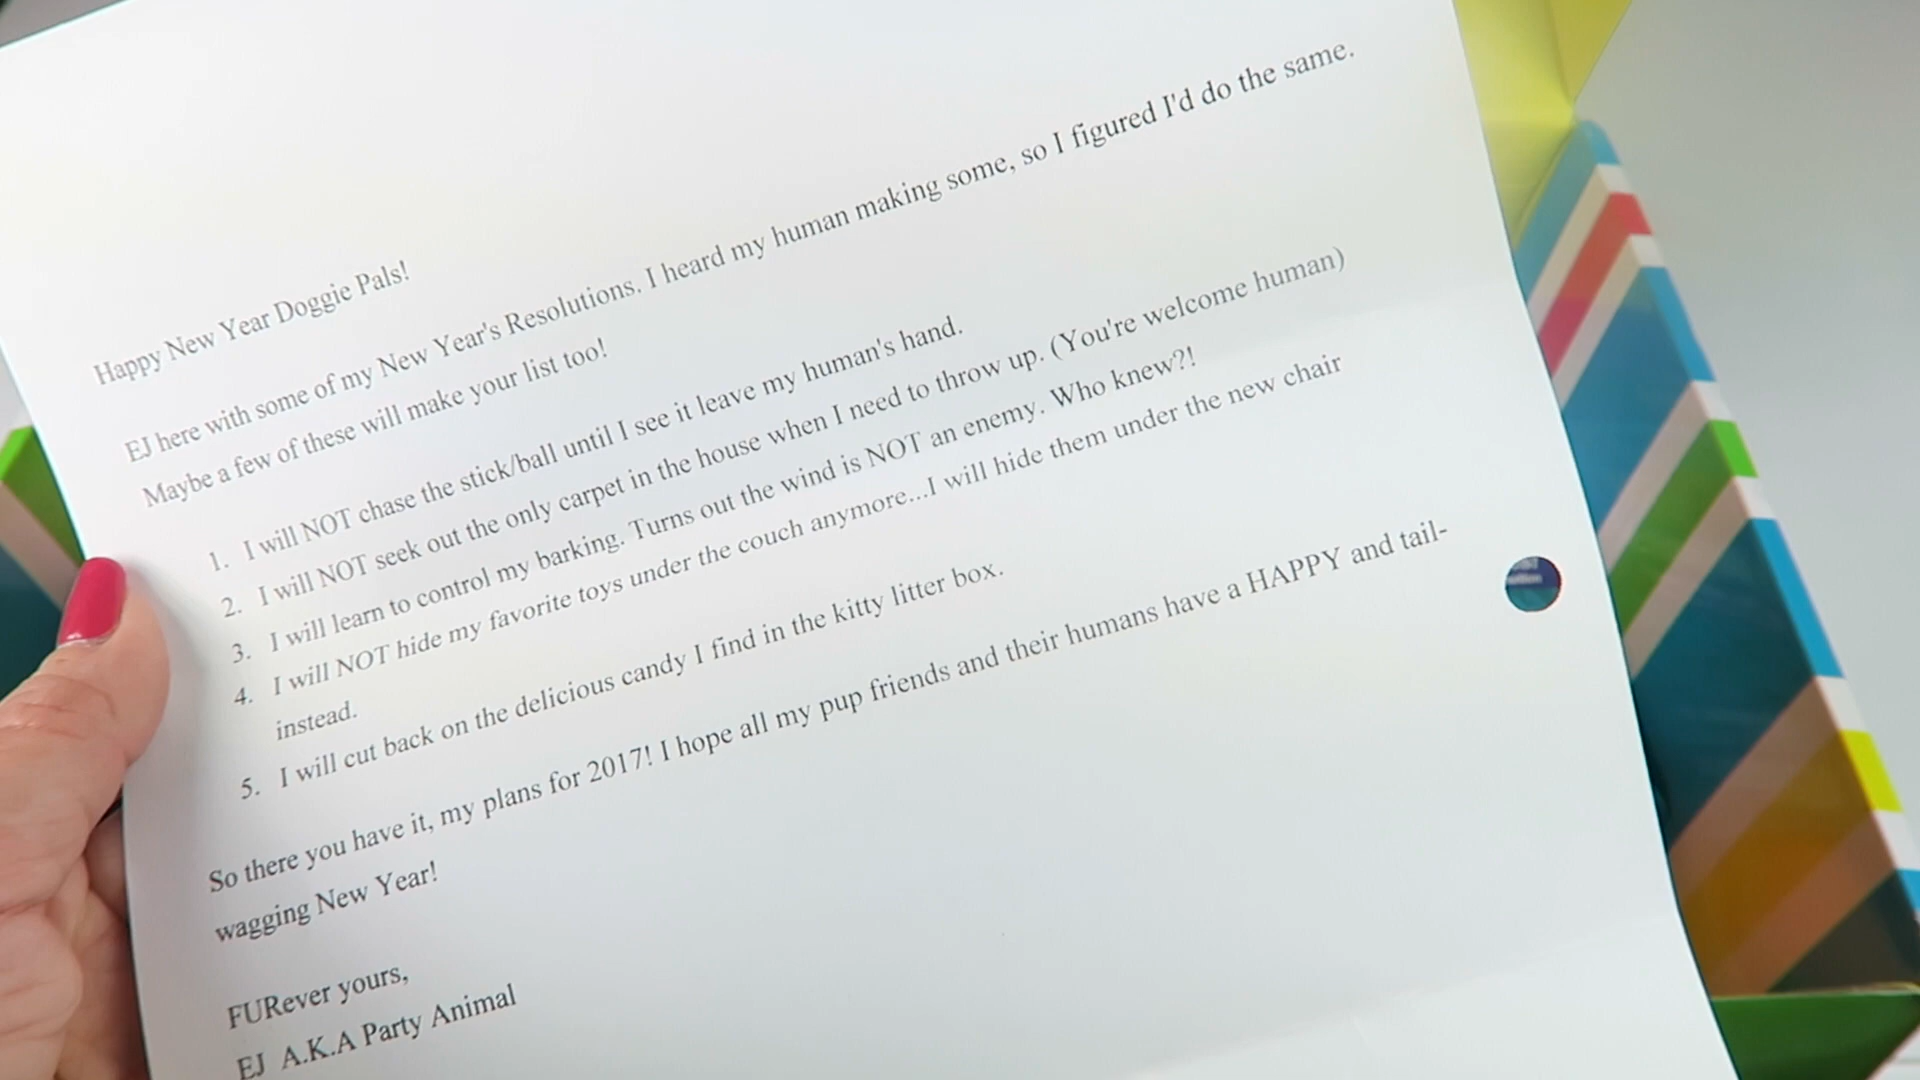 Happy New Year Doggie Pals!
EJ here with some of my New Year's Resolutions. I heard my human making some, so I figured I'd do the same.
Maybe a few of these will make your list too!
1. I will NOT chase the stick/ball until I see it leave my human's hand.
2. I will NOT seek out the only carpet in the house when I need to throw up. (You're welcome human)
3. I will learn to control my barking. Turns out the wind is NOT an enemy. Who knew?!
4. I will NOT hide my favorite toys under the couch anymore...I will hide them under the new chair
instead.
5. I will cut back on the delicious candy I find in the kitty litter box.
So there you have it, my plans for 2017! I hope all my pup friends and their humans have a HAPPY and tail-
wagging New Year!
FURever yours,
EJ A.K.A Party Animal